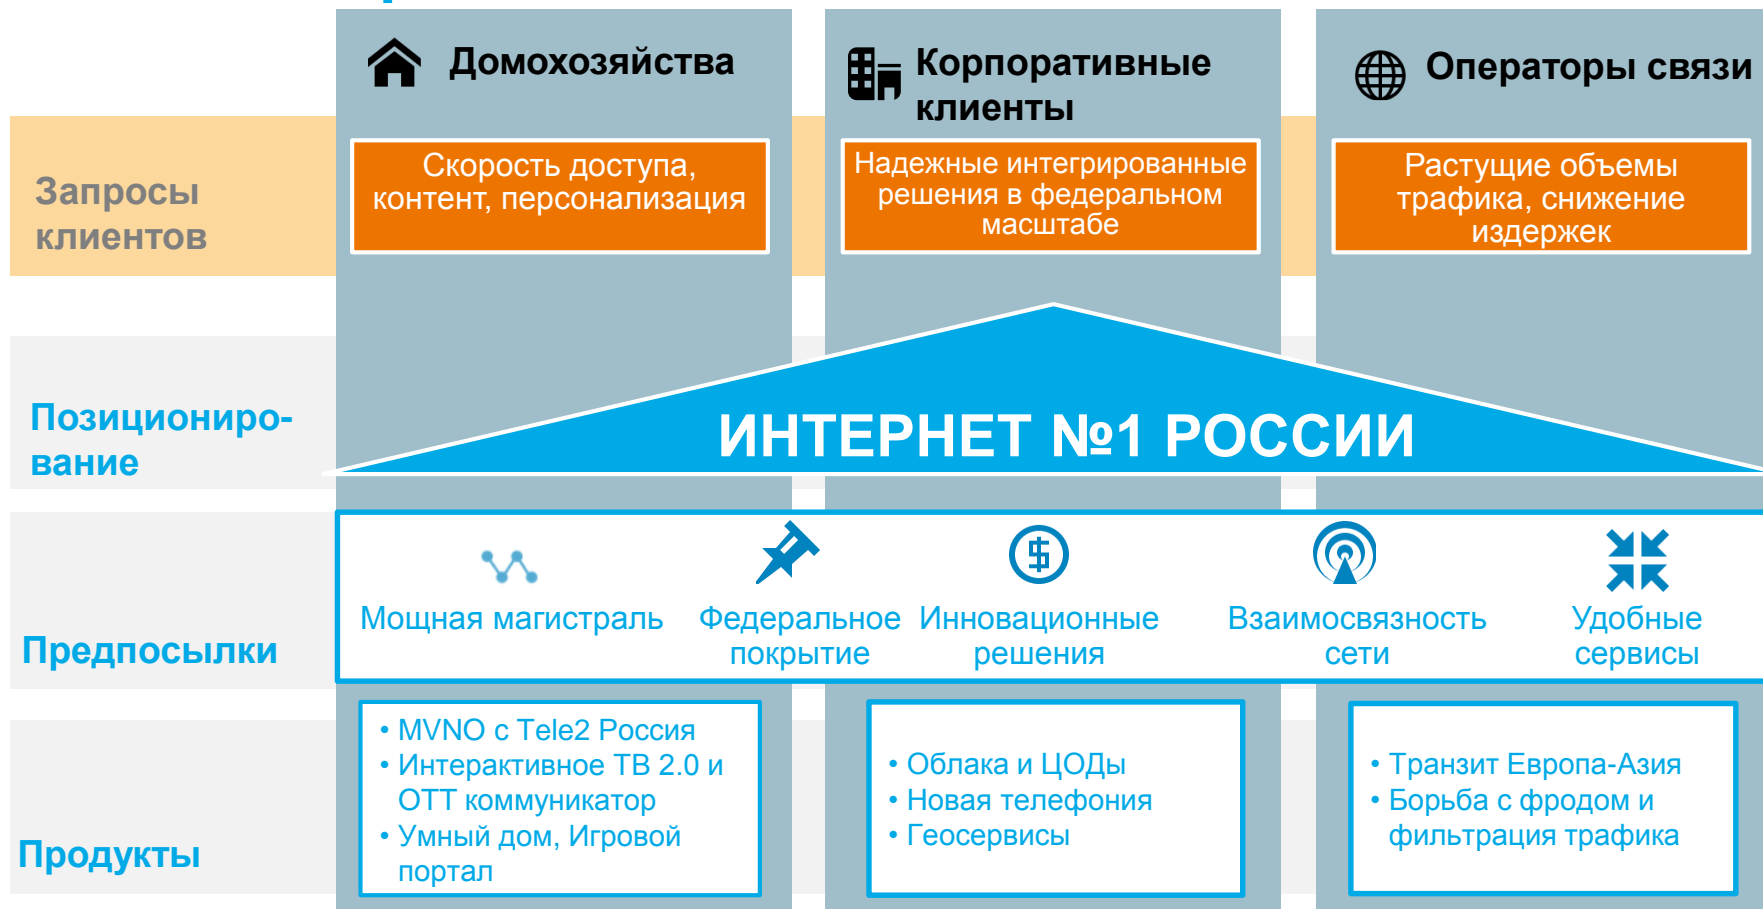 Домохозяйства
Корпоративные
клиенты
Операторы связи
Запросы
клиентов
Скорость доступа,
контент, персонализация
Надежные интегрированные
решения в федеральном
масштабе
Растущие объемы
трафика, снижение
издержек
Позициониро-
вание
ИНТЕРНЕТ №1 РОССИИ
Предпосылки
Мощная магистраль
Федеральное
покрытие
Инновационные
решения
Взаимосвязность
сети
Удобные
сервисы
Продукты
• MVNO с Tele2 Россия
• Интерактивное ТВ 2.0 и
ОТТ коммуникатор
• Умный дом, Игровой
портал
• Облака и ЦОДы
• Новая телефония
• Геосервисы
• Транзит Европа-Азия
• Борьба с фродом и
фильтрация трафика